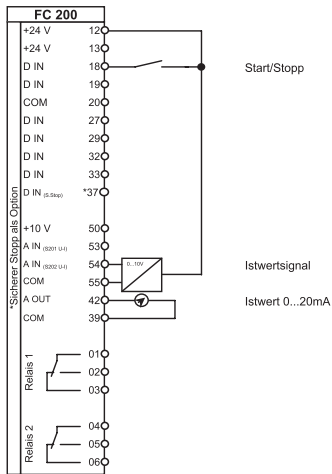 FC 200
+24 V 12
+24 V 13
D IN 18 Start/Stopp
D IN 19
COM 20
D IN 27
D IN 29
D IN 32
D IN 33
D IN (S.Stop) *37
*Sicherer Stopp als Option
+10 V 50
A IN (S201 U-I) 53
A IN (S202 U-I) 54 0...10V Istwertsignal
COM 55
A OUT 42 Istwert 0...20mA
COM 39
Relais 1
01
02
03
Relais 2
04
05
06